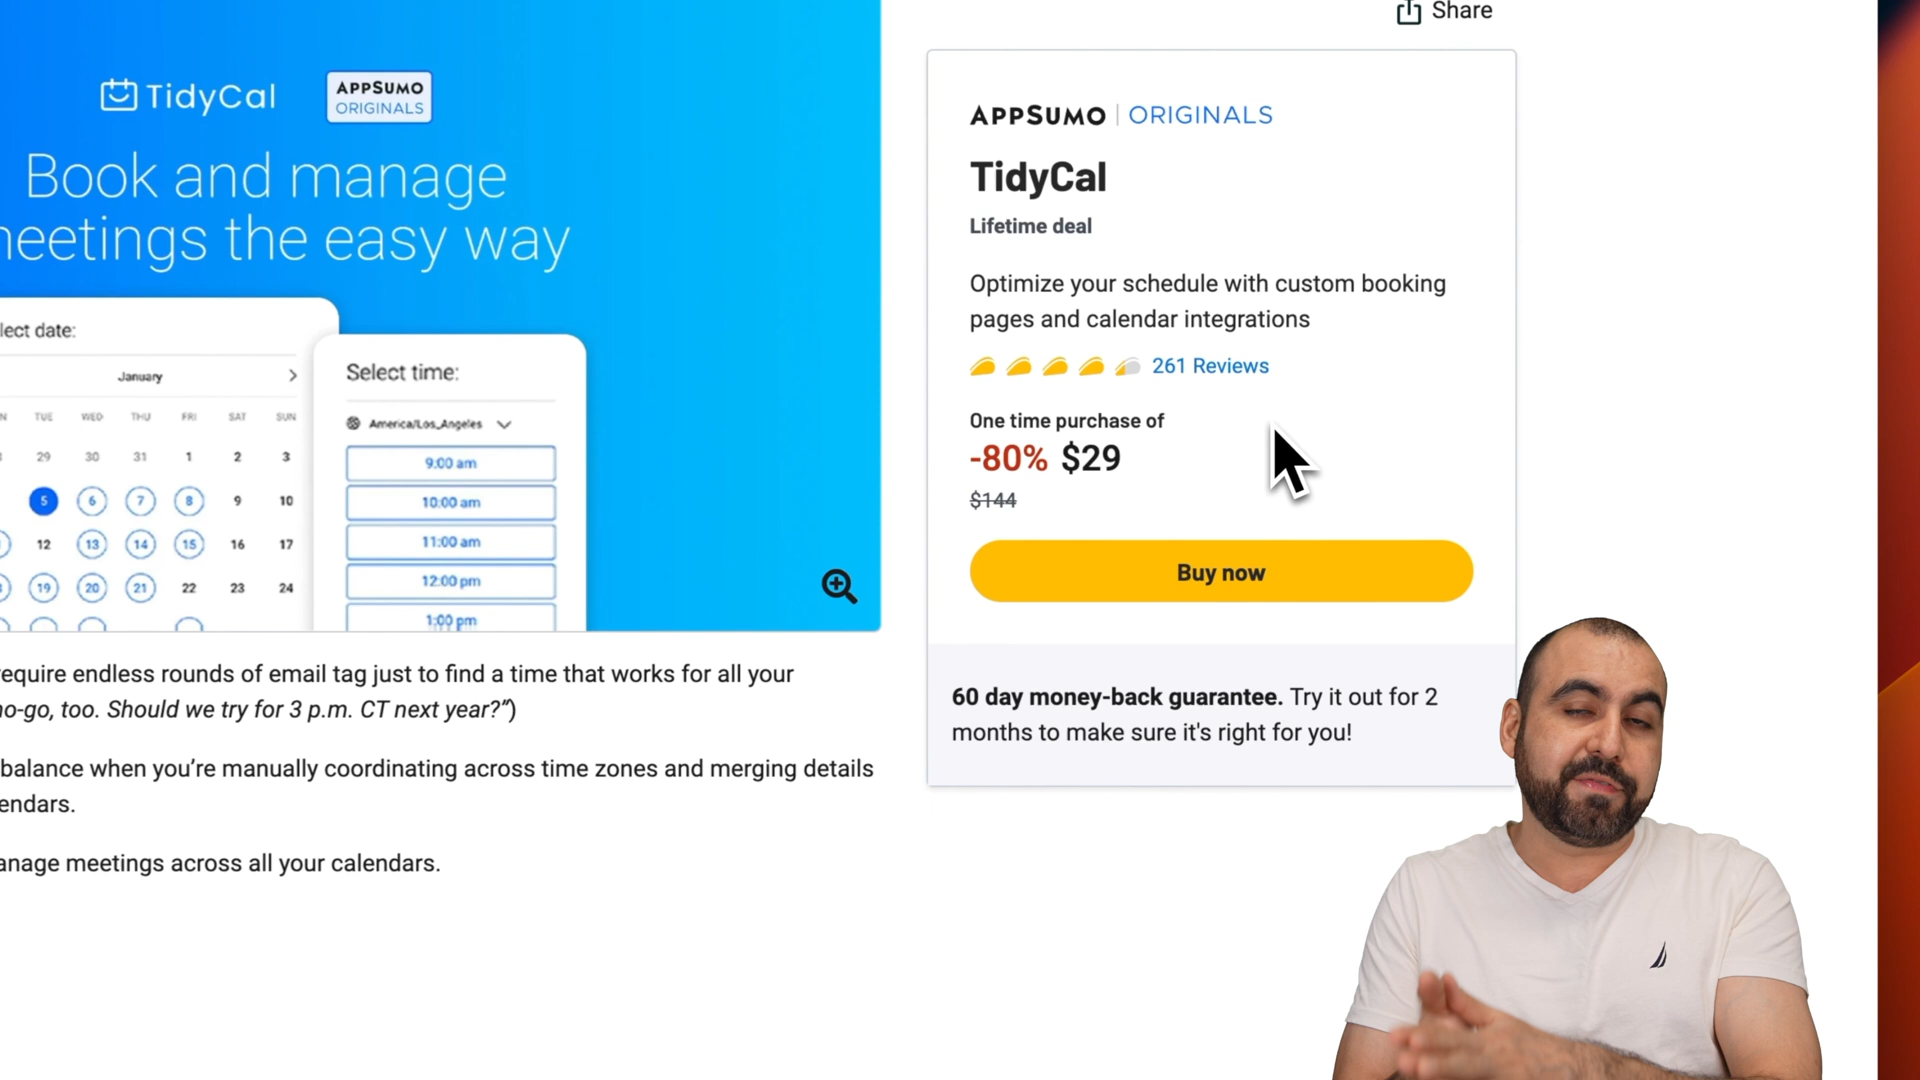 Share
TidyCal
APPSUMO
ORIGINALS
Book and manage
meetings the easy way
lect date:
January
TUE WED THU FRI SAT SUN
29 30 31 1 2 3
5 6 7 8 9 10
12 13 14 15 16 17
19 20 21 22 23 24
Select time:
America/Los_Angeles
9:00 am
10:00 am
11:00 am
12:00 pm
1:00 pm
equire endless rounds of email tag just to find a time that works for all your
no-go, too. Should we try for 3 p.m. CT next year?”)
balance when you’re manually coordinating across time zones and merging details
endars.
anage meetings across all your calendars.
APPSUMO | ORIGINALS
TidyCal
Lifetime deal
Optimize your schedule with custom booking
pages and calendar integrations
261 Reviews
One time purchase of
-80% $29
$144
Buy now
60 day money-back guarantee. Try it out for 2
months to make sure it's right for you!